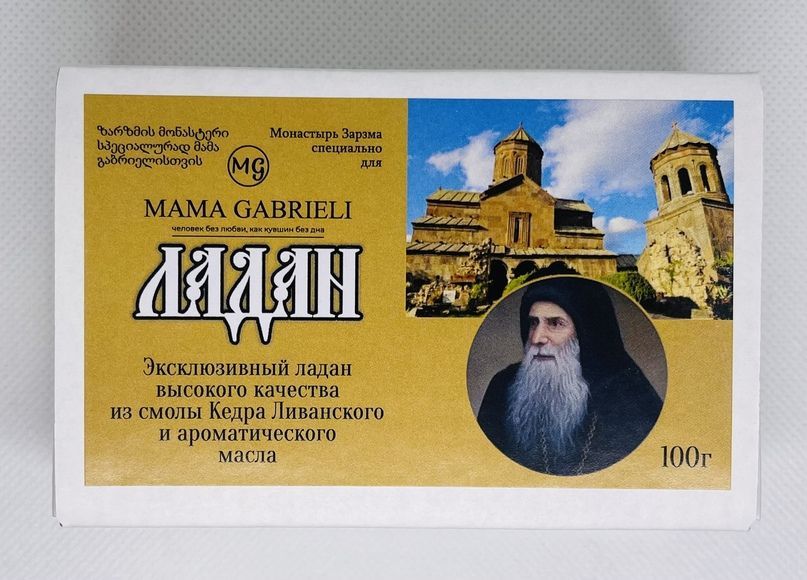 ზარზმის მონასტერი
სპეციალურად მამა
გაბრიელისთვის
Монастырь Зарзма
специально
для
MG
MAMA GABRIELI
человек без любви, как кувшин без дна
ЛАДАН
Эксклюзивный ладан
высокого качества
из смолы Кедра Ливанского
и ароматического
масла
100г